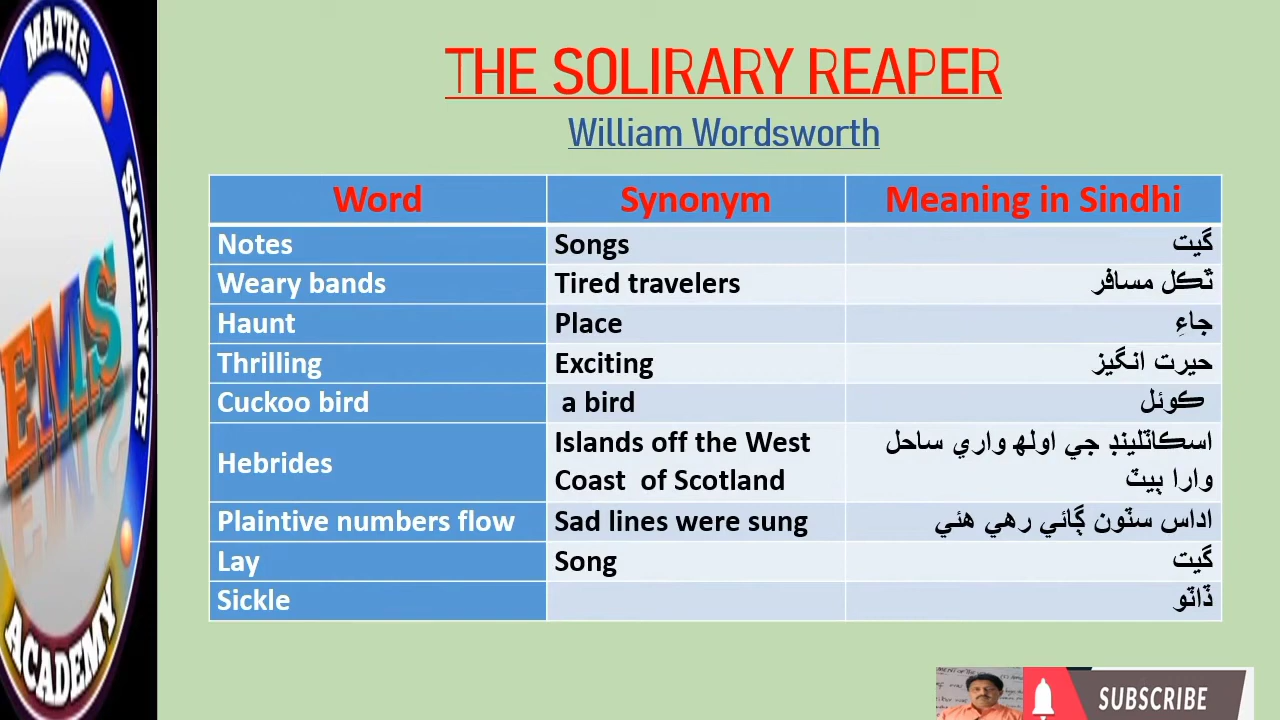 MATHS
SCIENCE
EMS
ACADEMY
THE SOLIRARY REAPER
William Wordsworth
Word Synonym Meaning in Sindhi
Notes Songs گيت
Weary bands Tired travelers ٿڪل مسافر
Haunt Place جاءِ
Thrilling Exciting حيرت انگيز
Cuckoo bird a bird ڪوئل
Hebrides Islands off the West Coast of Scotland اسڪاٽلينڊ جي اولهه واري ساحل وارا ٻيٽ
Plaintive numbers flow Sad lines were sung اداس سٽون ڳائي رهي هئي
Lay Song گيت
Sickle ڏاٽو
SUBSCRIBE